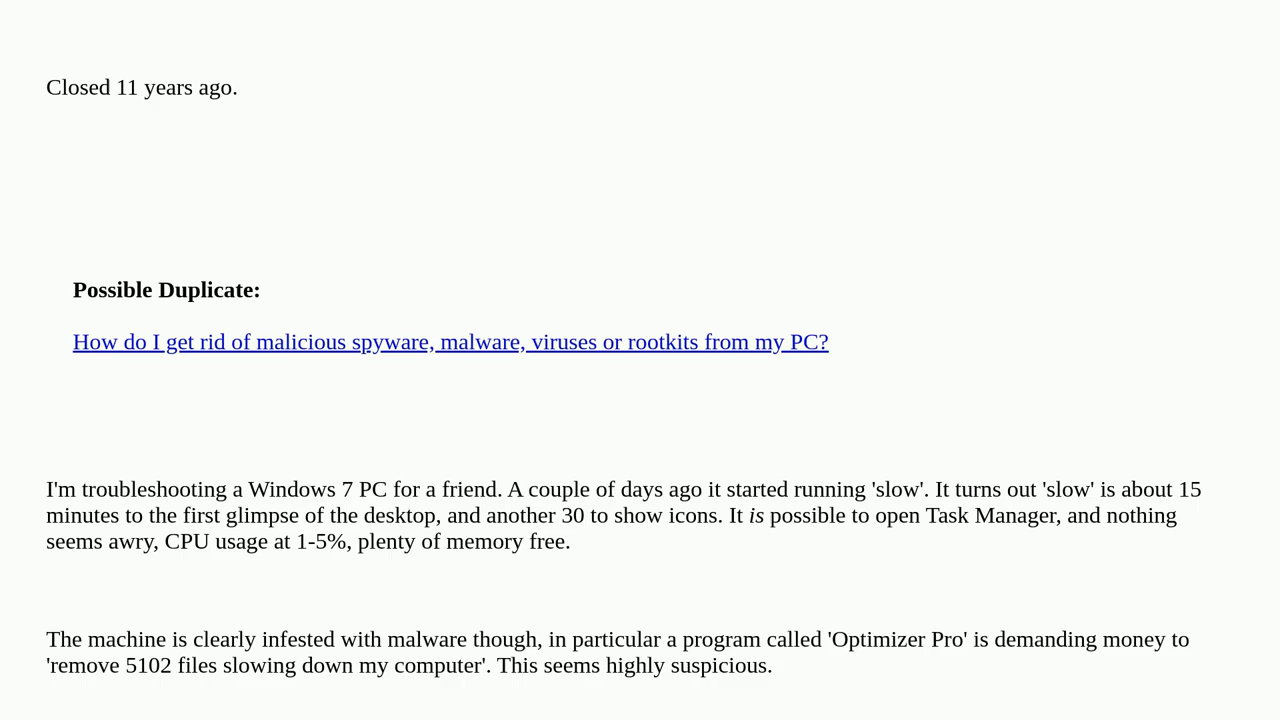 Closed 11 years ago.
Possible Duplicate:
How do I get rid of malicious spyware, malware, viruses or rootkits from my PC?
I'm troubleshooting a Windows 7 PC for a friend. A couple of days ago it started running 'slow'. It turns out 'slow' is about 15
minutes to the first glimpse of the desktop, and another 30 to show icons. It is possible to open Task Manager, and nothing
seems awry, CPU usage at 1-5%, plenty of memory free.
The machine is clearly infested with malware though, in particular a program called 'Optimizer Pro' is demanding money to
'remove 5102 files slowing down my computer'. This seems highly suspicious.